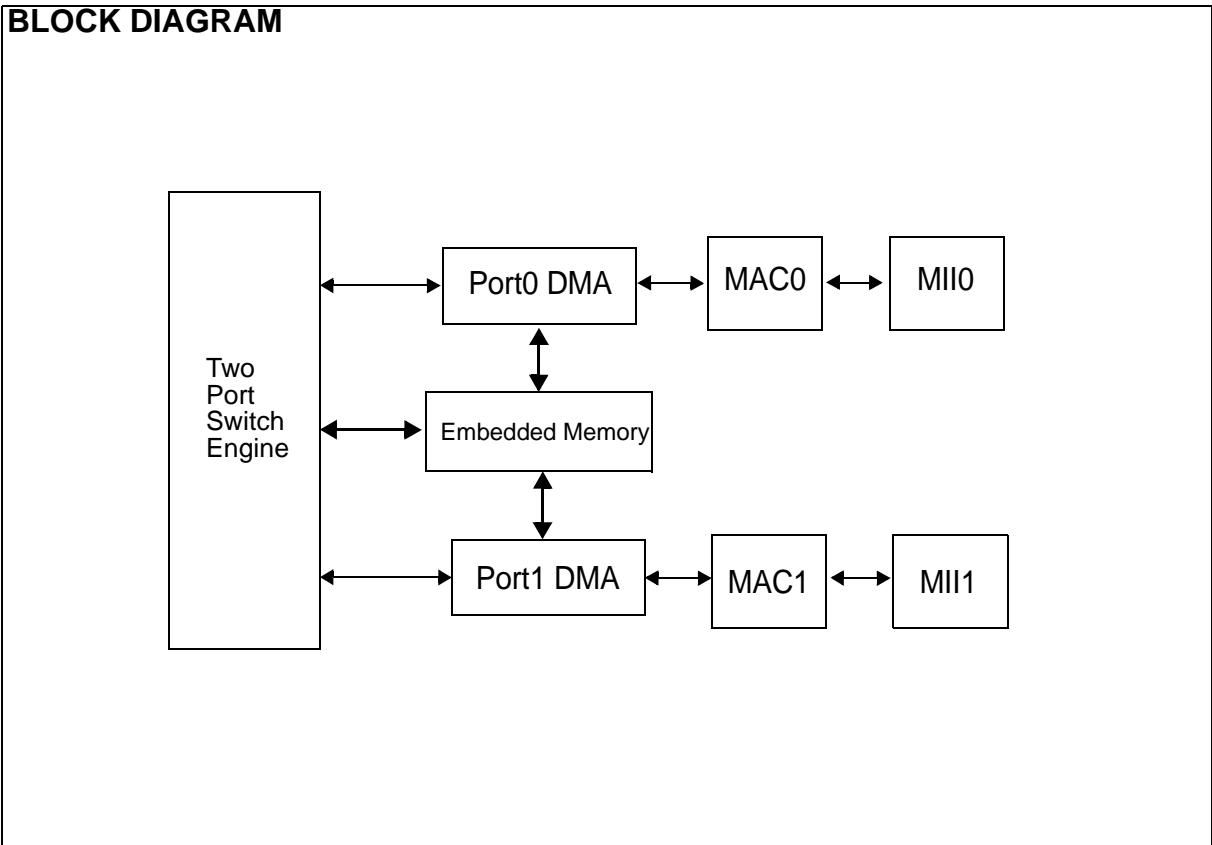 BLOCK DIAGRAM
Port0 DMA
MAC0
MII0
Two
Port
Switch
Engine
Embedded Memory
Port1 DMA
MAC1
MII1